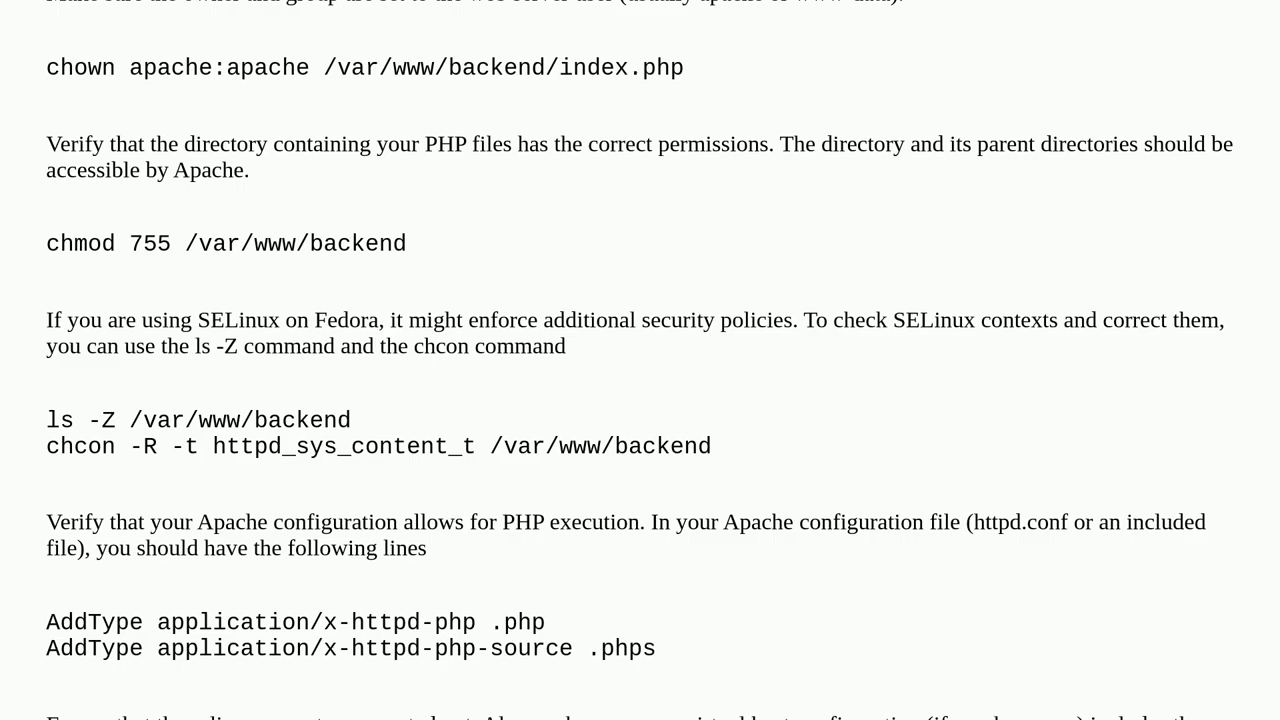 chown apache:apache /var/www/backend/index.php
Verify that the directory containing your PHP files has the correct permissions. The directory and its parent directories should be
accessible by Apache.
chmod 755 /var/www/backend
If you are using SELinux on Fedora, it might enforce additional security policies. To check SELinux contexts and correct them,
you can use the ls -Z command and the chcon command
ls -Z /var/www/backend
chcon -R -t httpd_sys_content_t /var/www/backend
Verify that your Apache configuration allows for PHP execution. In your Apache configuration file (httpd.conf or an included
file), you should have the following lines
AddType application/x-httpd-php .php
AddType application/x-httpd-php-source .phps